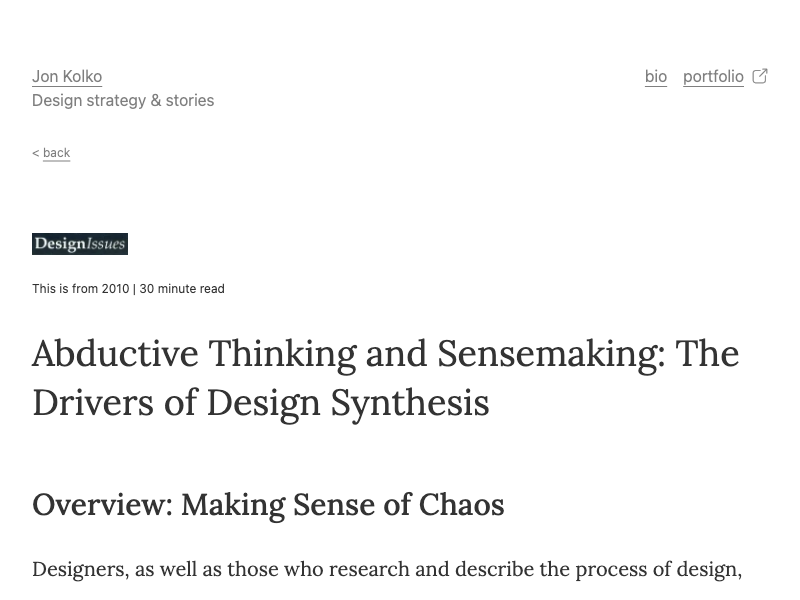 Jon Kolko
bio portfolio
Design strategy & stories
< back
DesignIssues
This is from 2010 | 30 minute read
Abductive Thinking and Sensemaking: The
Drivers of Design Synthesis
Overview: Making Sense of Chaos
Designers, as well as those who research and describe the process of design,